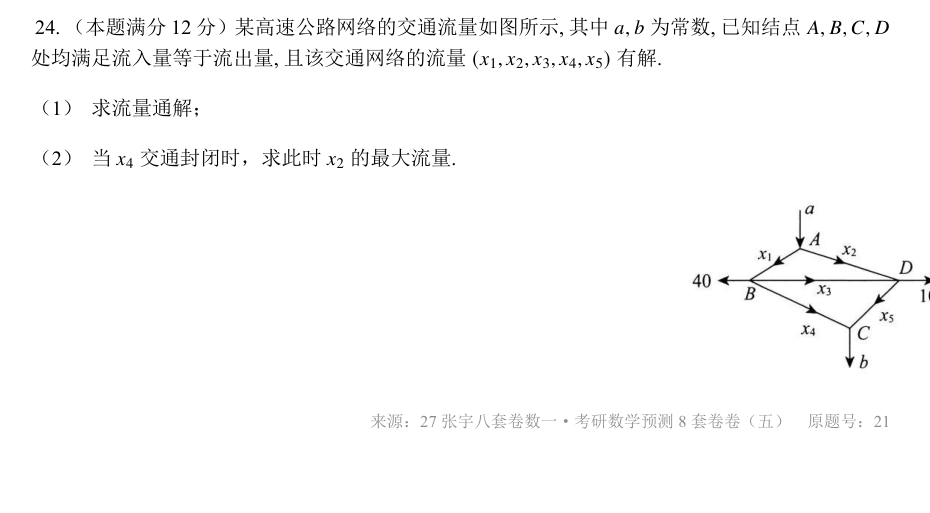 24.（本题满分 12 分）某高速公路网络的交通流量如图所示, 其中 a, b 为常数, 已知结点 A, B, C, D
处均满足流入量等于流出量, 且该交通网络的流量 (x₁, x₂, x₃, x₄, x₅) 有解.
（1） 求流量通解；
（2） 当 x₄ 交通封闭时，求此时 x₂ 的最大流量.
a
A
x₁
x₂
D
40
B
x₃
x₅
x₄
C
b
来源：27 张宇八套卷数一·考研数学预测 8 套卷卷（五） 原题号：21